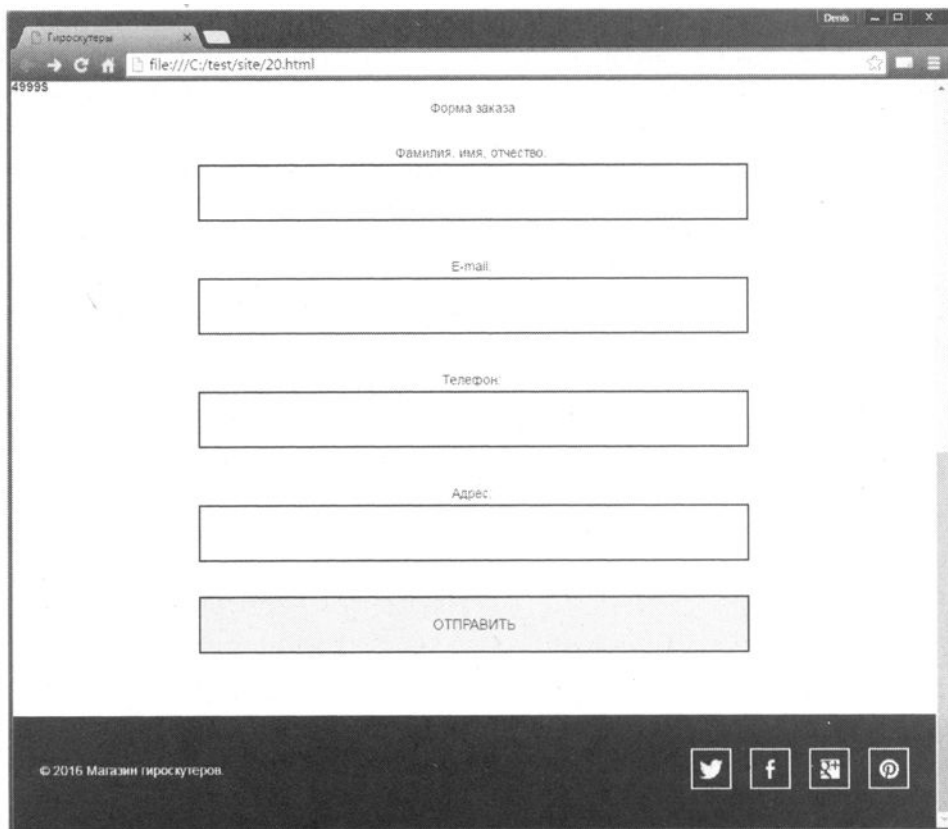 Denis
Гироскутеры
file:///C:/test/site/20.html
4999$
Форма заказа
Фамилия, имя, отчество:
E-mail:
Телефон:
Адрес:
ОТПРАВИТЬ
© 2016 Магазин гироскутеров.